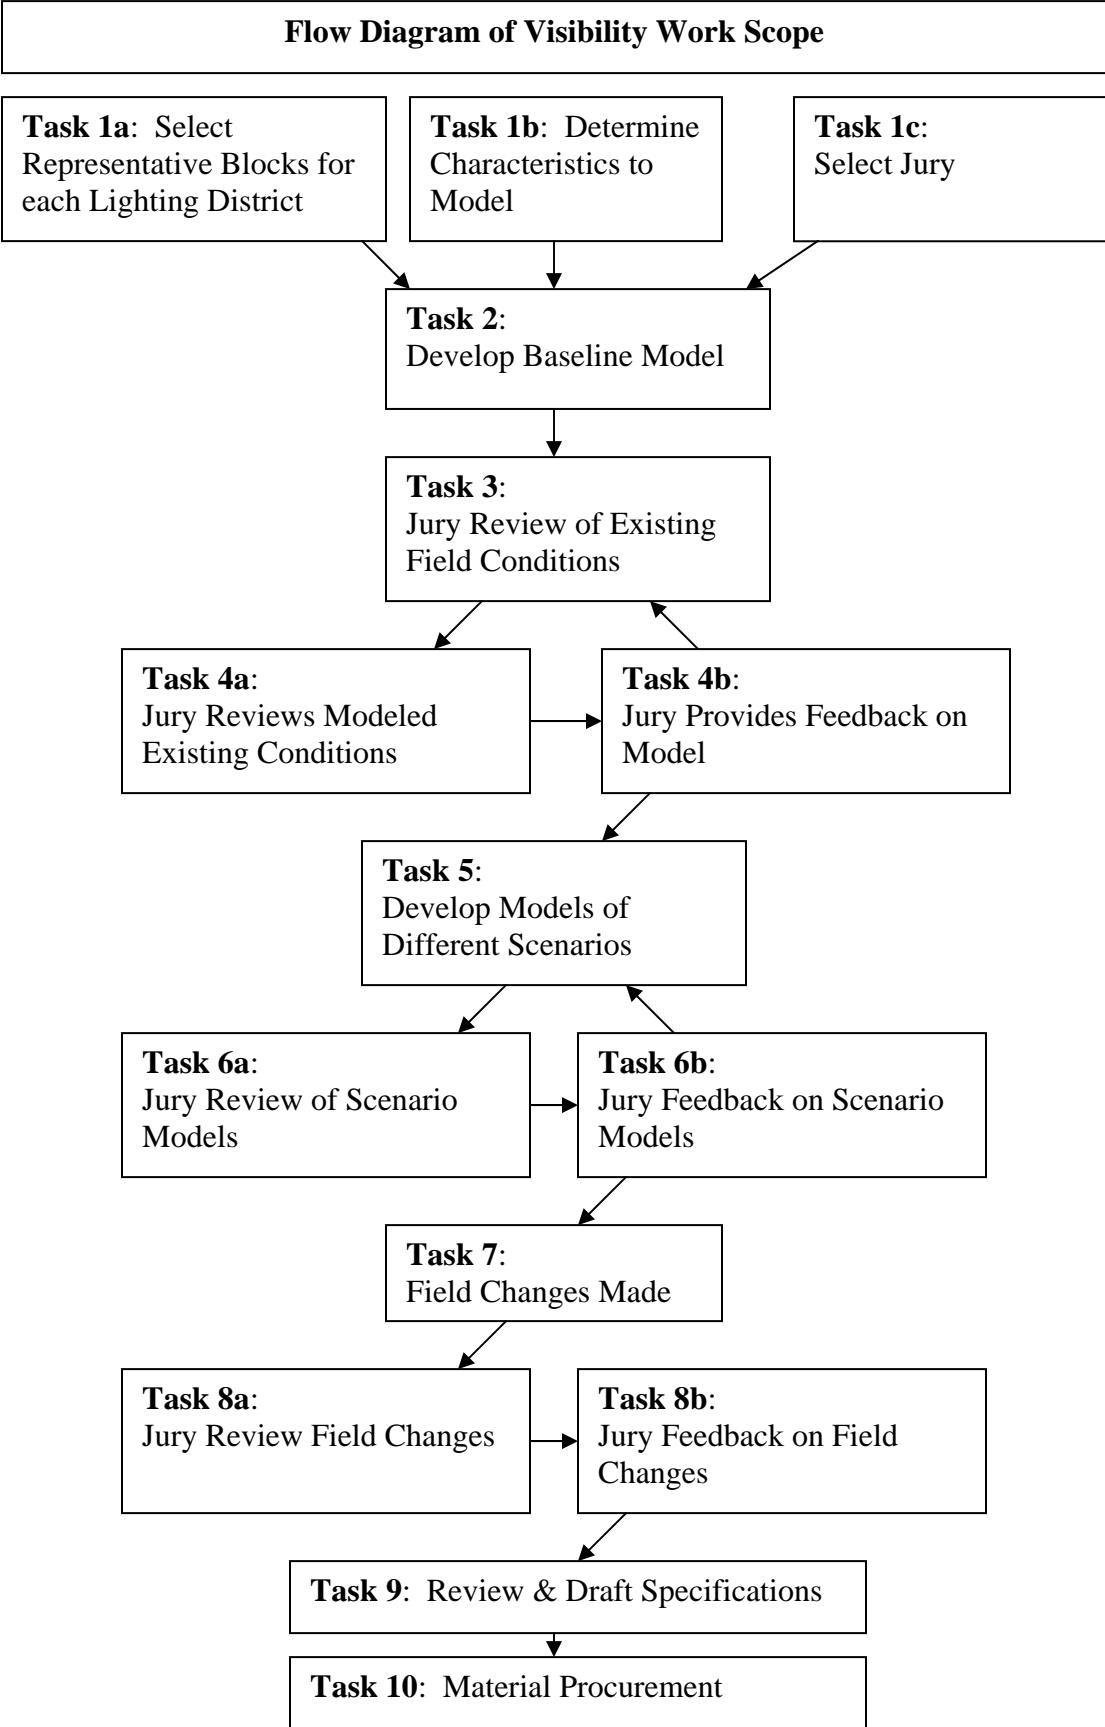 Flow Diagram of Visibility Work Scope
Task 1a:  Select
Representative Blocks for
each Lighting District
Task 1b:  Determine
Characteristics to
Model
Task 1c:
Select Jury
Task 2:
Develop Baseline Model
Task 3:
Jury Review of Existing
Field Conditions
Task 4a:
Jury Reviews Modeled
Existing Conditions
Task 4b:
Jury Provides Feedback on
Model
Task 5:
Develop Models of
Different Scenarios
Task 6a:
Jury Review of Scenario
Models
Task 6b:
Jury Feedback on Scenario
Models
Task 7:
Field Changes Made
Task 8a:
Jury Review Field Changes
Task 8b:
Jury Feedback on Field
Changes
Task 9:  Review & Draft Specifications
Task 10:  Material Procurement